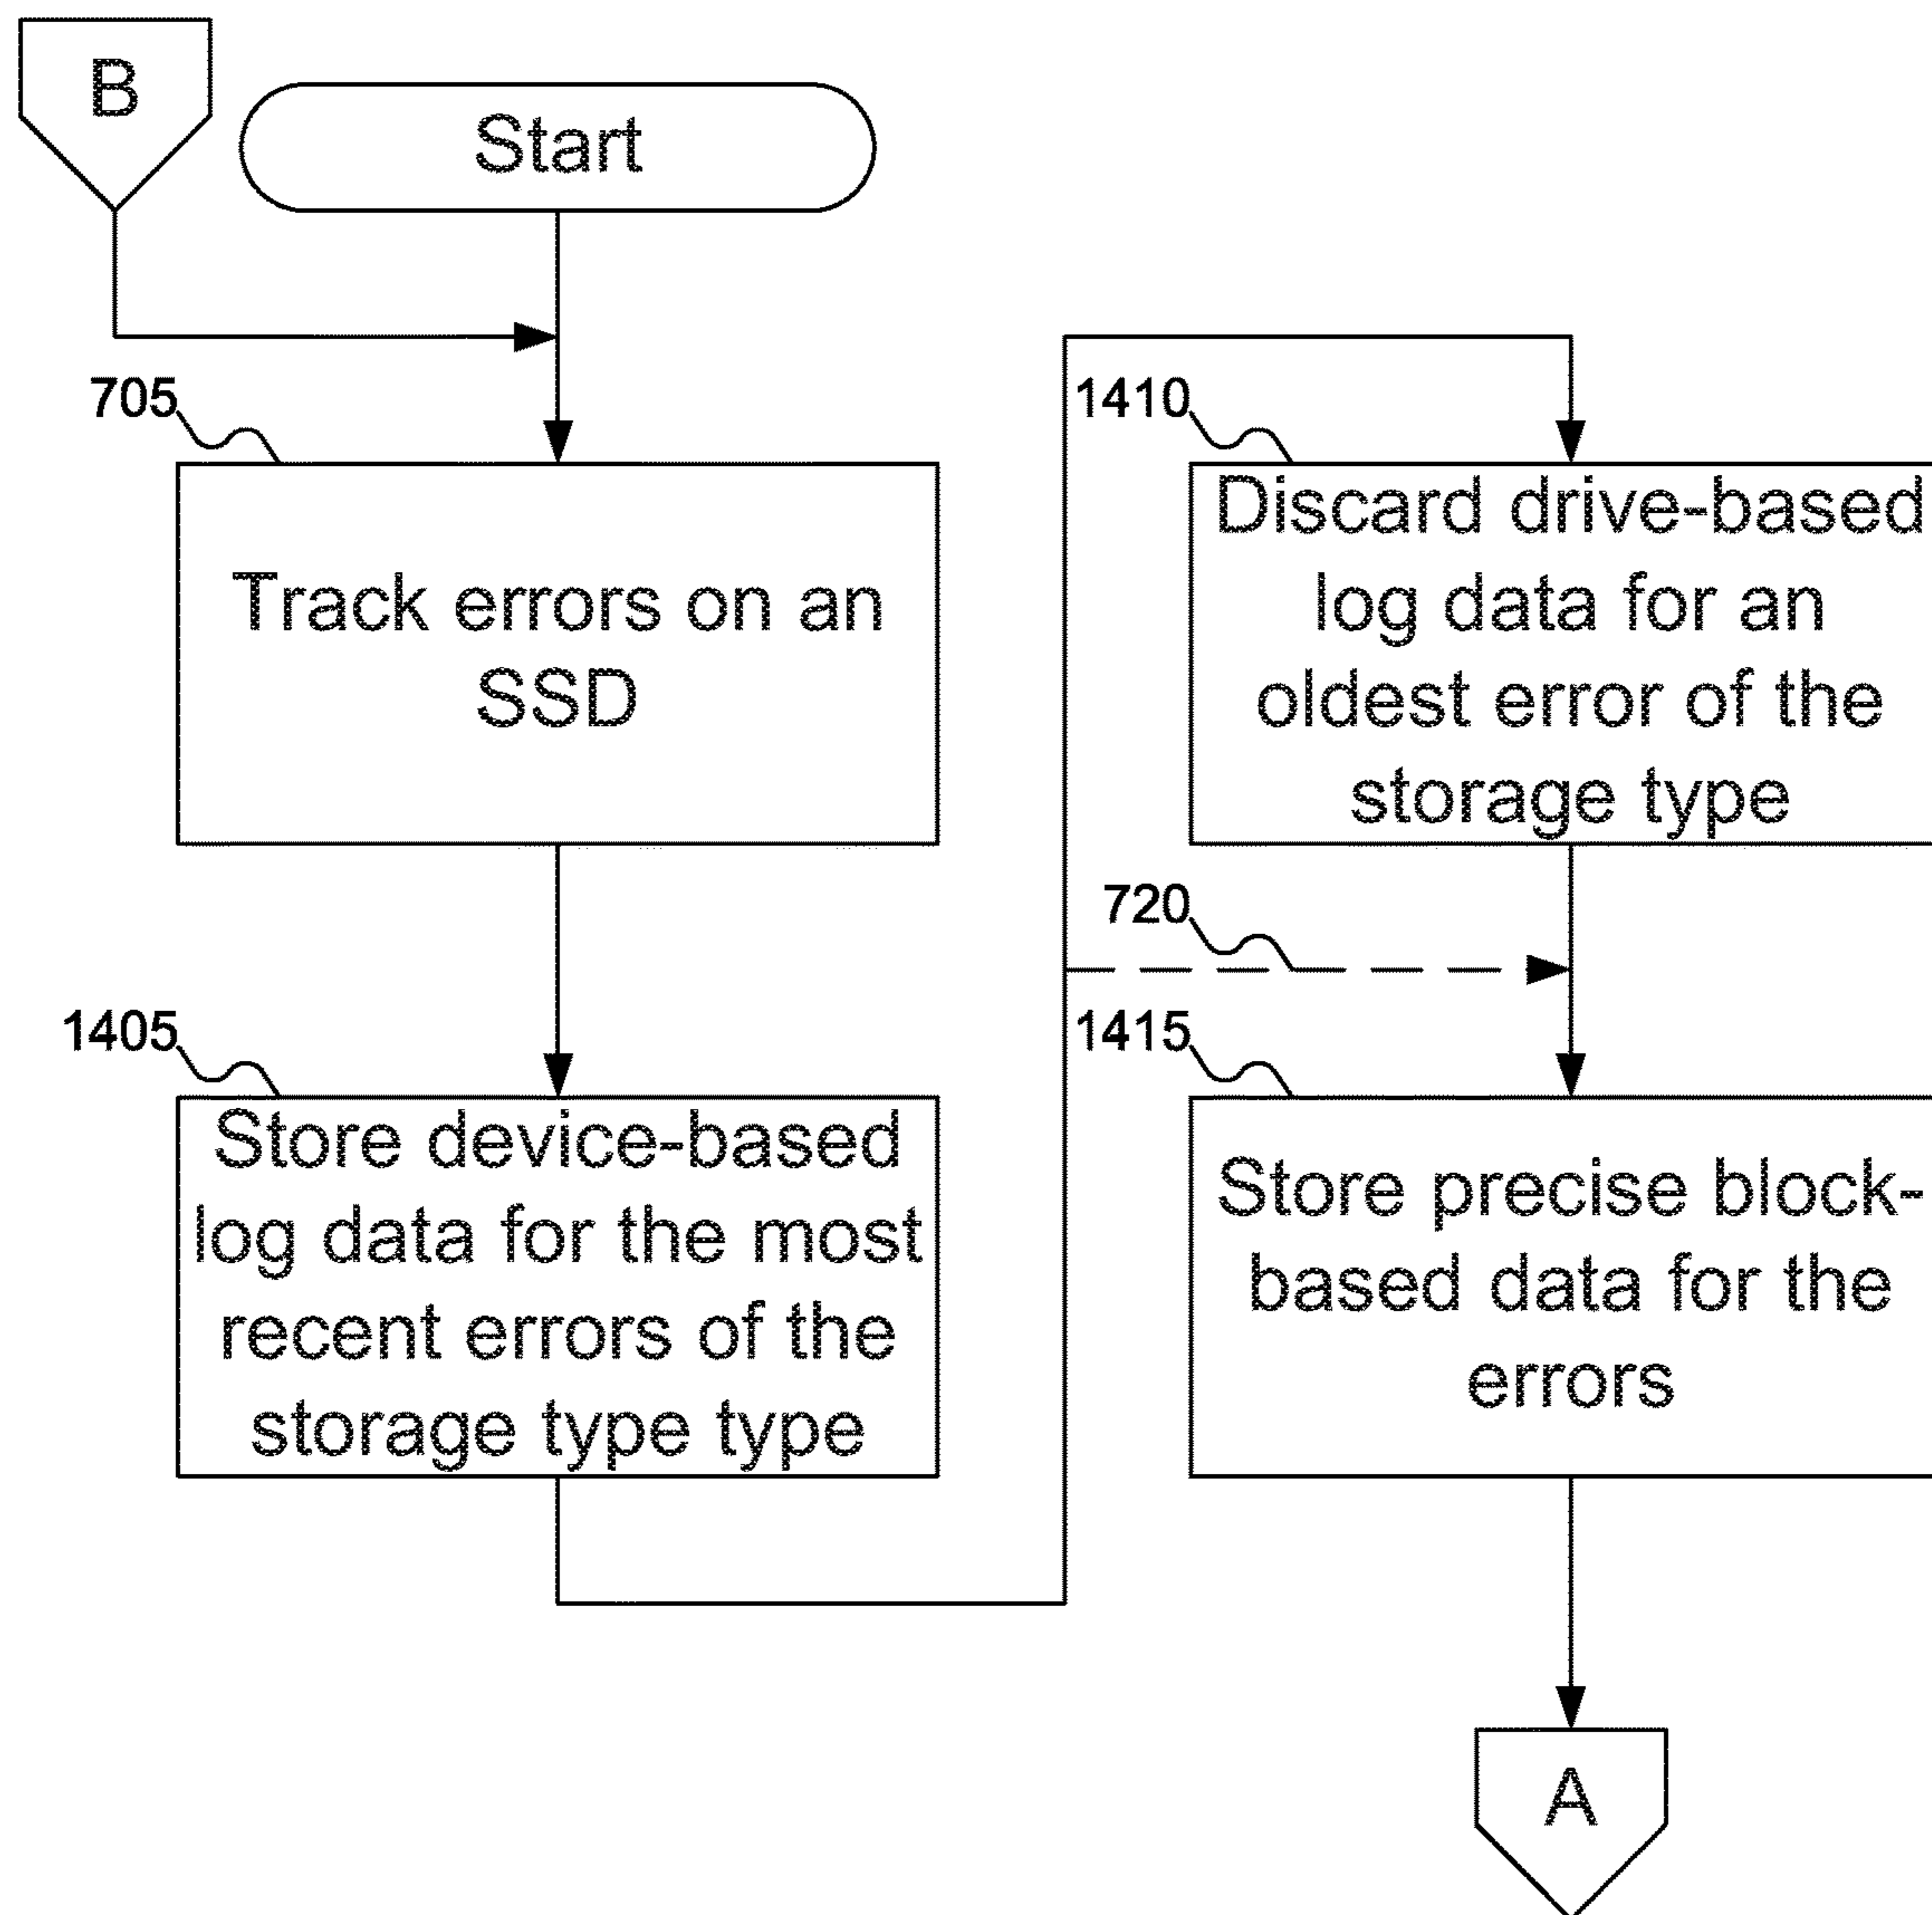 B
Start
705
Track errors on an
SSD
1405
Store device-based
log data for the most
recent errors of the
storage type type
1410
Discard drive-based
log data for an
oldest error of the
storage type
720
1415
Store precise block-
based data for the
errors
A